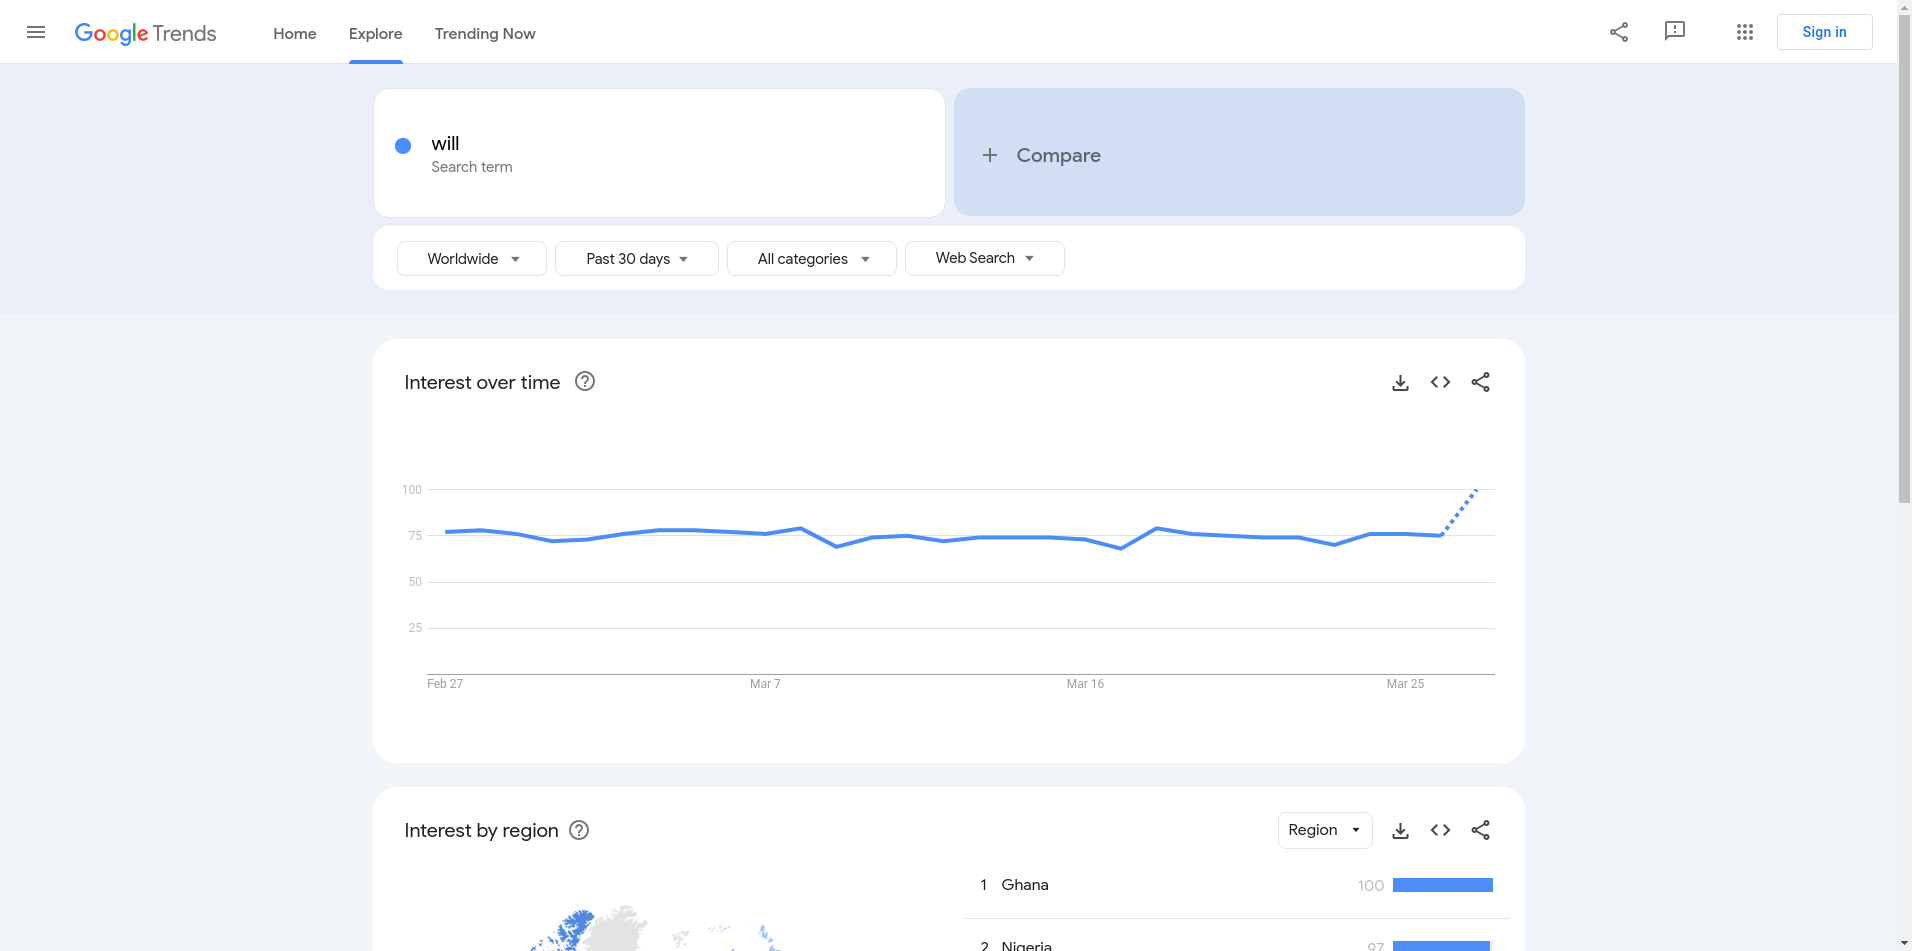 Google Trends
Home
Explore
Trending Now
Sign in
will
Search term
Compare
Worldwide
Past 30 days
All categories
Web Search
Interest over time
100
75
50
25
Feb 27
Mar 7
Mar 16
Mar 25
Interest by region
Region
1 Ghana 100
2 Nigeria 97